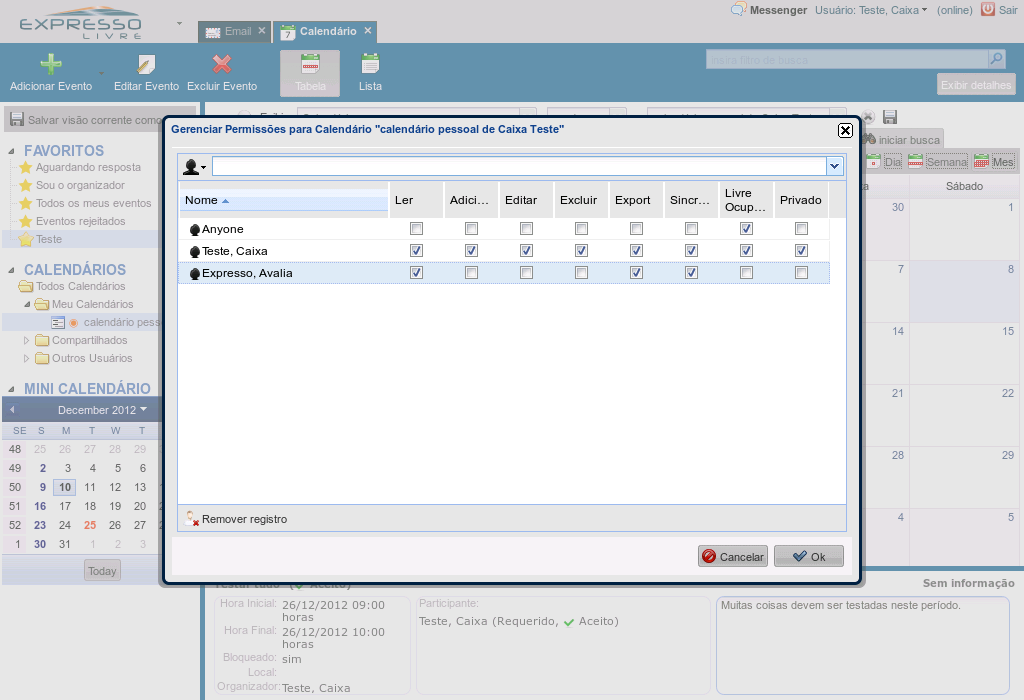 EXPRESSO
LIVRE
Email
Calendário
Messenger
Usuário: Teste, Caixa
(online)
Sair
Adicionar Evento
Editar Evento
Excluir Evento
Tabela
Lista
Insira filtro de busca
Exibir detalhes
Salvar visão corrente como
iniciar busca
Dia
Semana
Mes
FAVORITOS
Aguardando resposta
Sou o organizador
Todos os meus eventos
Eventos rejeitados
Teste
CALENDÁRIOS
Todos Calendários
Meu Calendários
calendário pess
Compartilhados
Outros Usuários
MINI CALENDÁRIO
December 2012
SE S M T W T
48 25 26 27 28 29
49 2 3 4 5 6
50 9 10 11 12 13
51 16 17 18 19 20
52 23 24 25 26 27
1 30 31 1 2 3
Today
Gerenciar Permissões para Calendário "calendário pessoal de Caixa Teste"
Nome Ler Adici... Editar Excluir Export Sincr... Livre Ocup... Privado
Anyone
Teste, Caixa
Expresso, Avalia
Remover registro
Cancelar
Ok
Sábado
30 1
7 8
14 15
21 22
28 29
4 5
Testar tudo (Aceito)
Sem informação
Hora Inicial: 26/12/2012 09:00
horas
Hora Final: 26/12/2012 10:00
horas
Bloqueado: sim
Local:
Organizador: Teste, Caixa
Participante:
Teste, Caixa (Requerido, Aceito)
Muitas coisas devem ser testadas neste período.